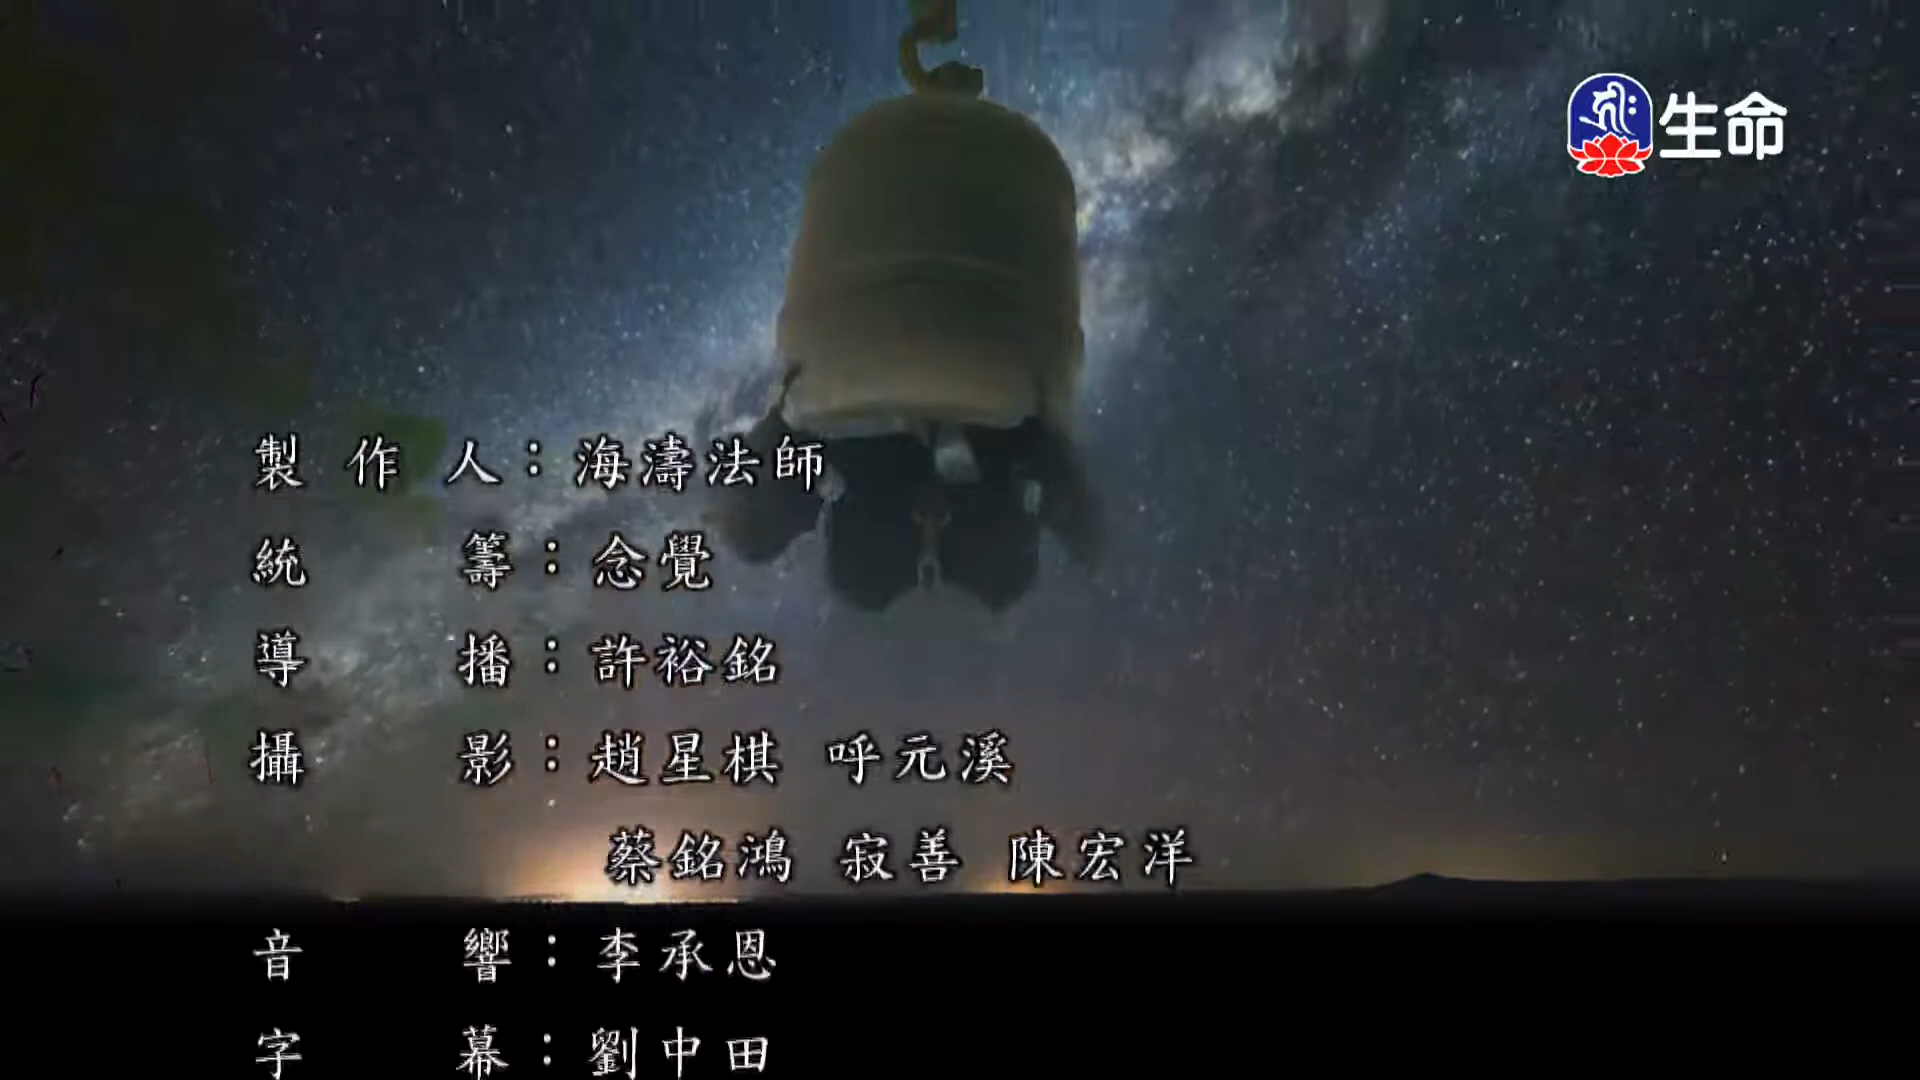 生命
製作人：海濤法師
統籌：念覺
導播：許裕銘
攝影：趙星棋 呼元溪
蔡銘鴻 寂善 陳宏洋
音響：李承恩
字幕：劉中田